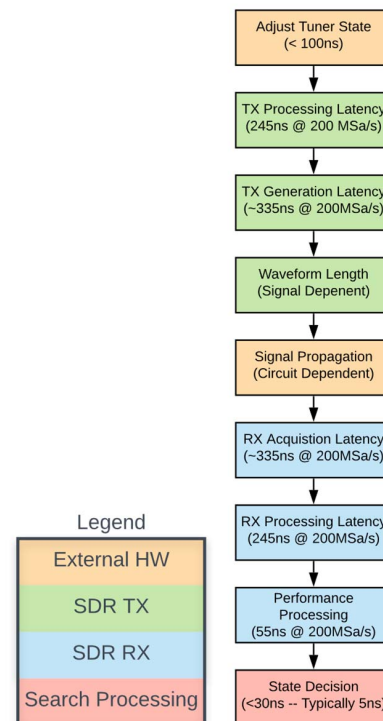 Adjust Tuner State
(< 100ns)
TX Processing Latency
(245ns @ 200 MSa/s)
TX Generation Latency
(~335ns @ 200MSa/s)
Waveform Length
(Signal Depenent)
Signal Propagation
(Circuit Dependent)
RX Acquistion Latency
(~335ns @ 200MSa/s)
RX Processing Latency
(245ns @ 200MSa/s)
Performance
Processing
(55ns @ 200MSa/s)
State Decision
(<30ns -- Typically 5ns)
Legend
External HW
SDR TX
SDR RX
Search Processing